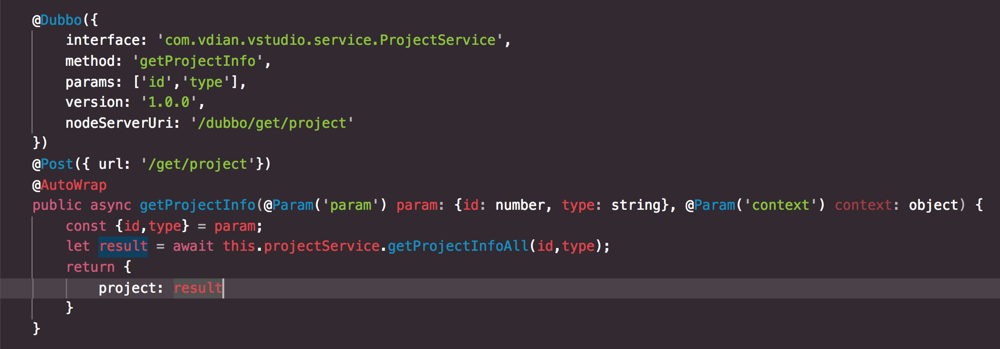 @Dubbo({
    interface: 'com.vdian.vstudio.service.ProjectService',
    method: 'getProjectInfo',
    params: ['id','type'],
    version: '1.0.0',
    nodeServerUri: '/dubbo/get/project'
})
@Post({ url: '/get/project'})
@AutoWrap
public async getProjectInfo(@Param('param') param: {id: number, type: string}, @Param('context') context: object) {
    const {id,type} = param;
    let result = await this.projectService.getProjectInfoAll(id,type);
    return {
        project: result
    }
}